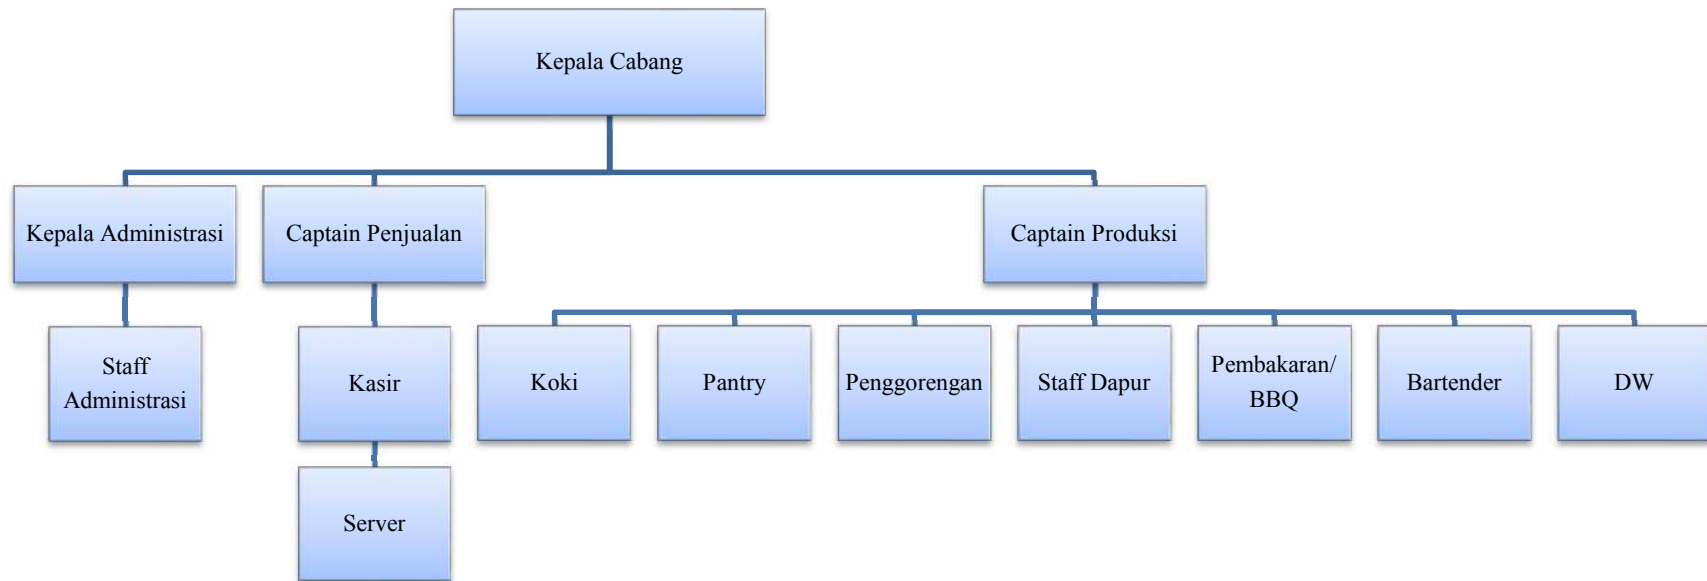 Kepala Cabang
Kepala Administrasi
Captain Penjualan
Captain Produksi
Staff
Administrasi
Kasir
Koki
Pantry
Penggorengan
Staff Dapur
Pembakaran/
BBQ
Bartender
DW
Server